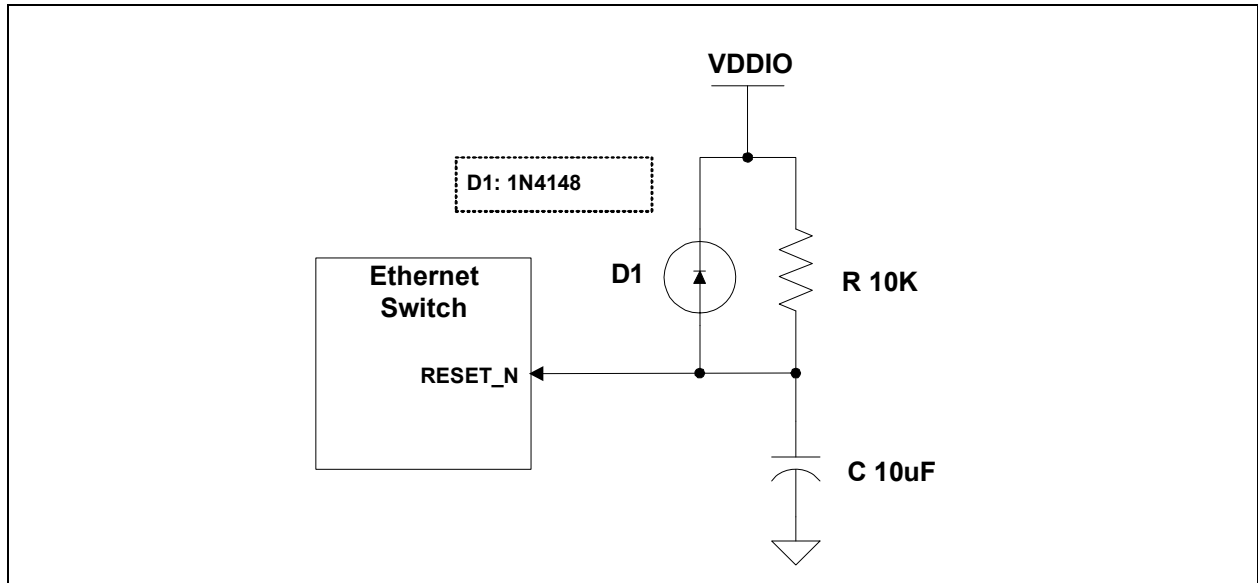 VDDIO
D1: 1N4148
Ethernet
Switch
D1
R 10K
RESET_N
C 10uF